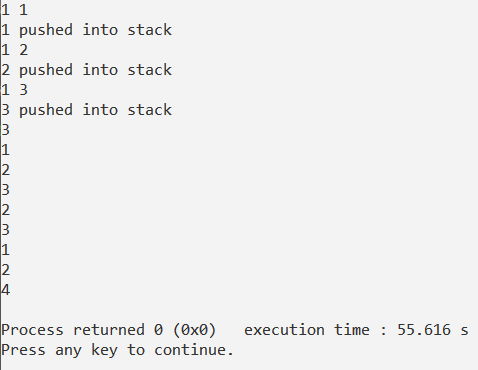 1 1
1 pushed into stack
1 2
2 pushed into stack
1 3
3 pushed into stack
3
1
2
3
2
3
1
2
4
Process returned 0 (0x0)   execution time : 55.616 s
Press any key to continue.